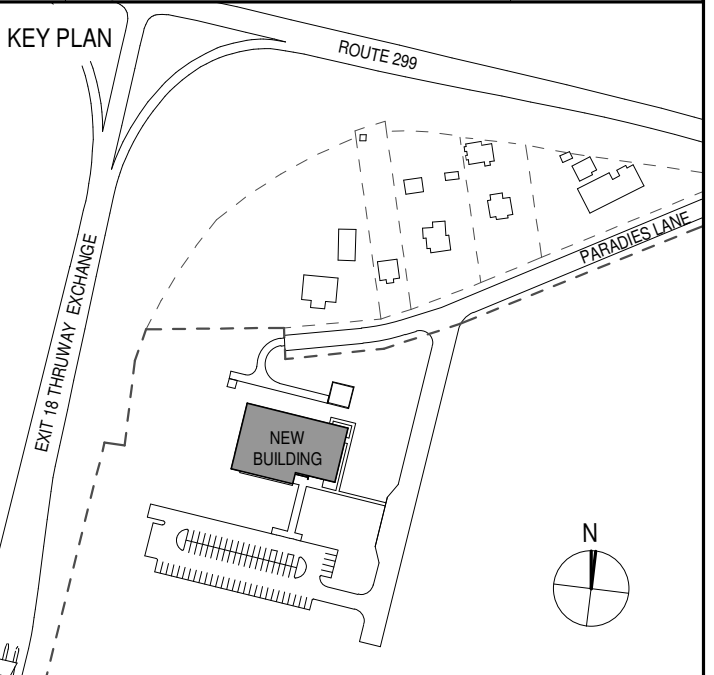 KEY PLAN
ROUTE 299
PARADIES LANE
EXIT 18 THRUWAY EXCHANGE
NEW
BUILDING
N